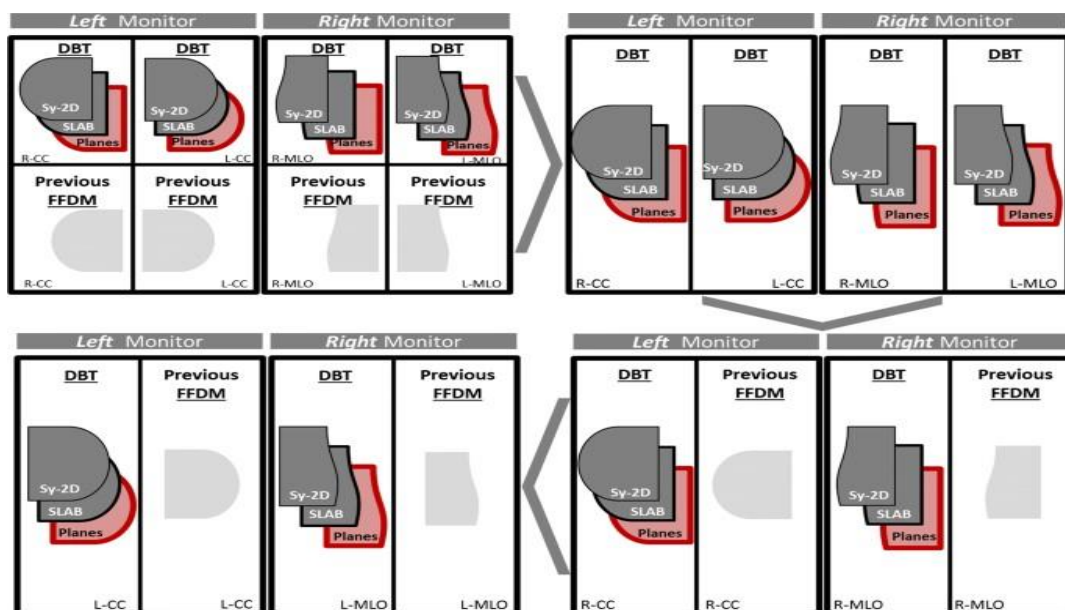 Left Monitor
Right Monitor
DBT
DBT
DBT
DBT
Sy-2D
SLAB
Planes
Sy-2D
SLAB
Planes
Sy-2D
SLAB
Planes
Sy-2D
SLAB
Planes
R-CC
L-CC
R-MLO
L-MLO
Previous
FFDM
Previous
FFDM
Previous
FFDM
Previous
FFDM
R-CC
L-CC
R-MLO
L-MLO
Left Monitor
Right Monitor
DBT
DBT
DBT
DBT
Sy-2D
SLAB
Planes
Sy-2D
SLAB
Planes
Sy-2D
SLAB
Planes
Sy-2D
SLAB
Planes
R-CC
L-CC
R-MLO
L-MLO
Left Monitor
Right Monitor
DBT
Previous
FFDM
DBT
Previous
FFDM
Sy-2D
SLAB
Planes
Sy-2D
SLAB
Planes
L-CC
L-CC
L-MLO
L-MLO
Left Monitor
Right Monitor
DBT
Previous
FFDM
DBT
Previous
FFDM
Sy-2D
SLAB
Planes
Sy-2D
SLAB
Planes
R-CC
R-CC
R-MLO
R-MLO